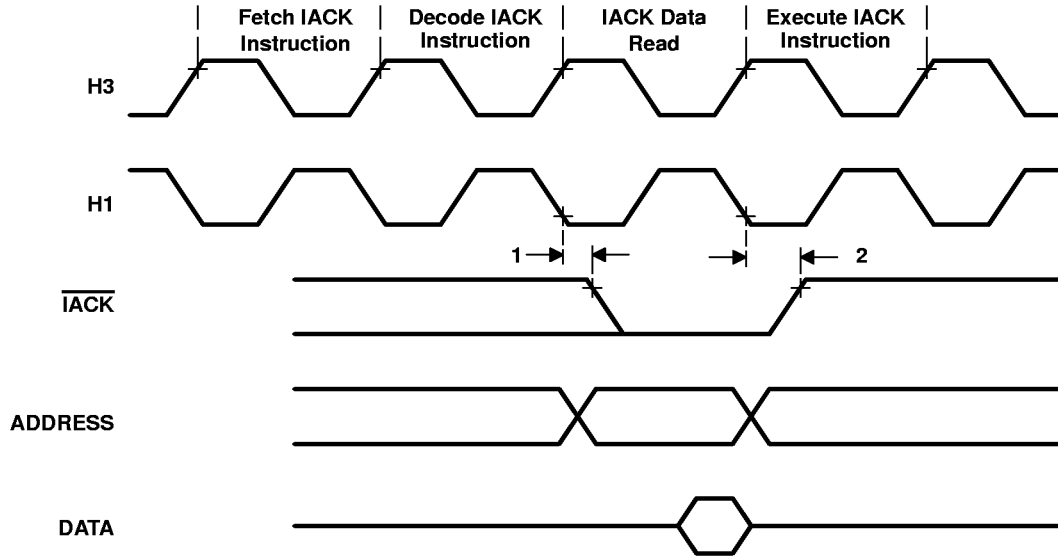 Fetch IACK
Instruction
Decode IACK
Instruction
IACK Data
Read
Execute IACK
Instruction
H3
H1
1
2
IACK
ADDRESS
DATA